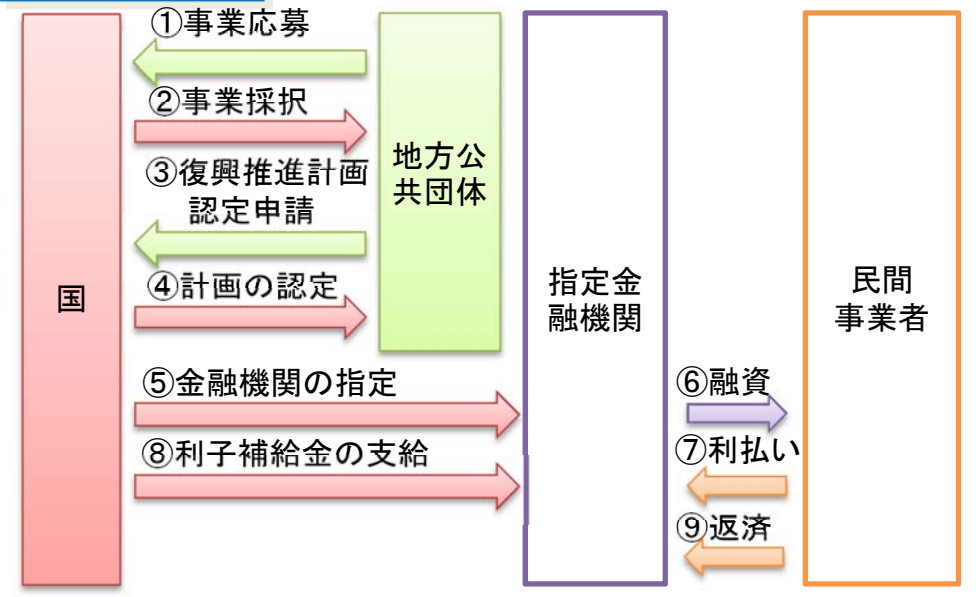 ①事業応募
②事業採択
③復興推進計画
認定申請
④計画の認定
国
地方公
共団体
⑤金融機関の指定
⑧利子補給金の支給
指定金
融機関
⑥融資
⑦利払い
⑨返済
民間
事業者